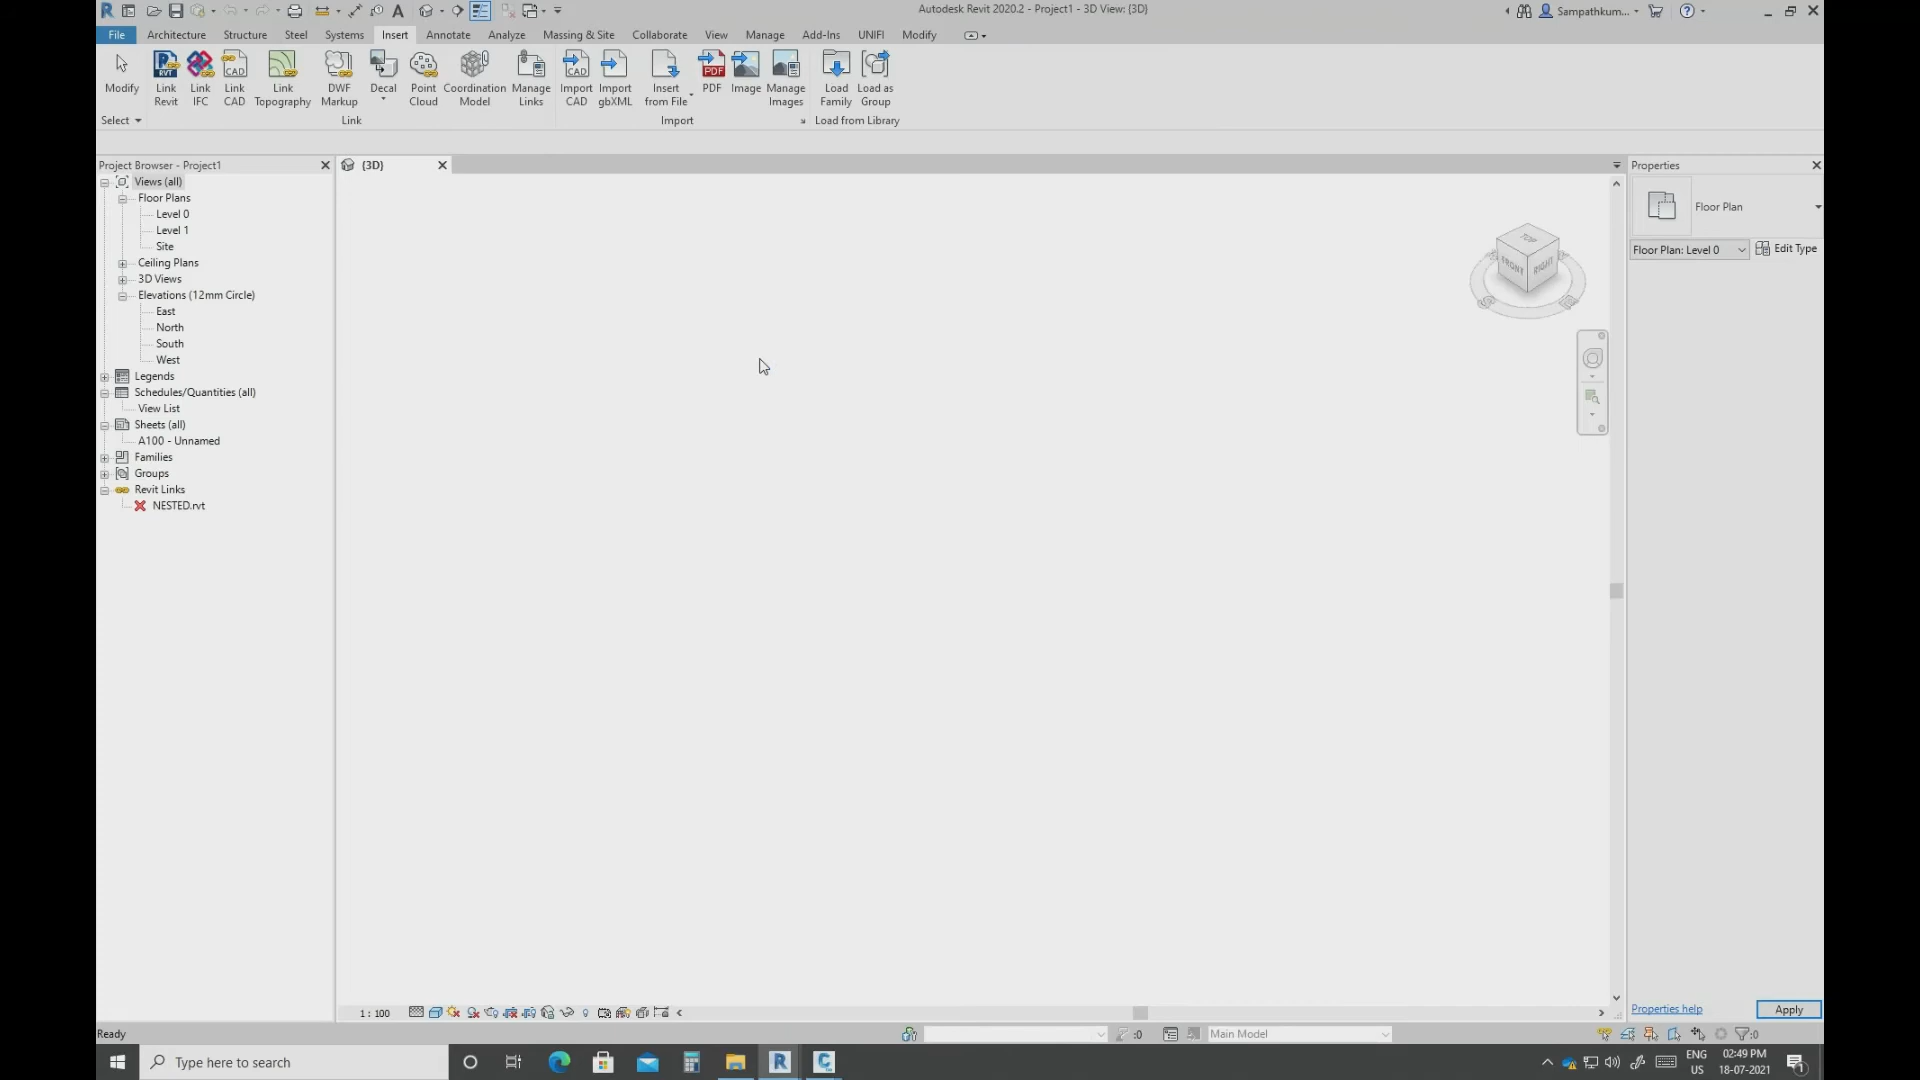 Autodesk Revit 2020.2 - Project1 - 3D View: {3D}
Sampathkum...
File Architecture Structure Steel Systems Insert Annotate Analyze Massing & Site Collaborate View Manage Add-Ins UNIFI Modify
Modify
Link Revit
Link IFC
Link CAD
Link Topography
DWF Markup
Decal
Point Cloud
Coordination Model
Manage Links
Import CAD
Import gbXML
Insert from File
PDF
Image
Manage Images
Load Family
Load as Group
Select
Link
Import
Load from Library
Project Browser - Project1
{3D}
Properties
Views (all)
Floor Plans
Level 0
Level 1
Site
Ceiling Plans
3D Views
Elevations (12mm Circle)
East
North
South
West
Legends
Schedules/Quantities (all)
View List
Sheets (all)
A100 - Unnamed
Families
Groups
Revit Links
NESTED.rvt
TOP
FRONT
RIGHT
Floor Plan
Floor Plan: Level 0
Edit Type
Properties help
Apply
1 : 100
Ready
:0
Main Model
:0
Type here to search
ENG
US
02:49 PM
18-07-2021
1